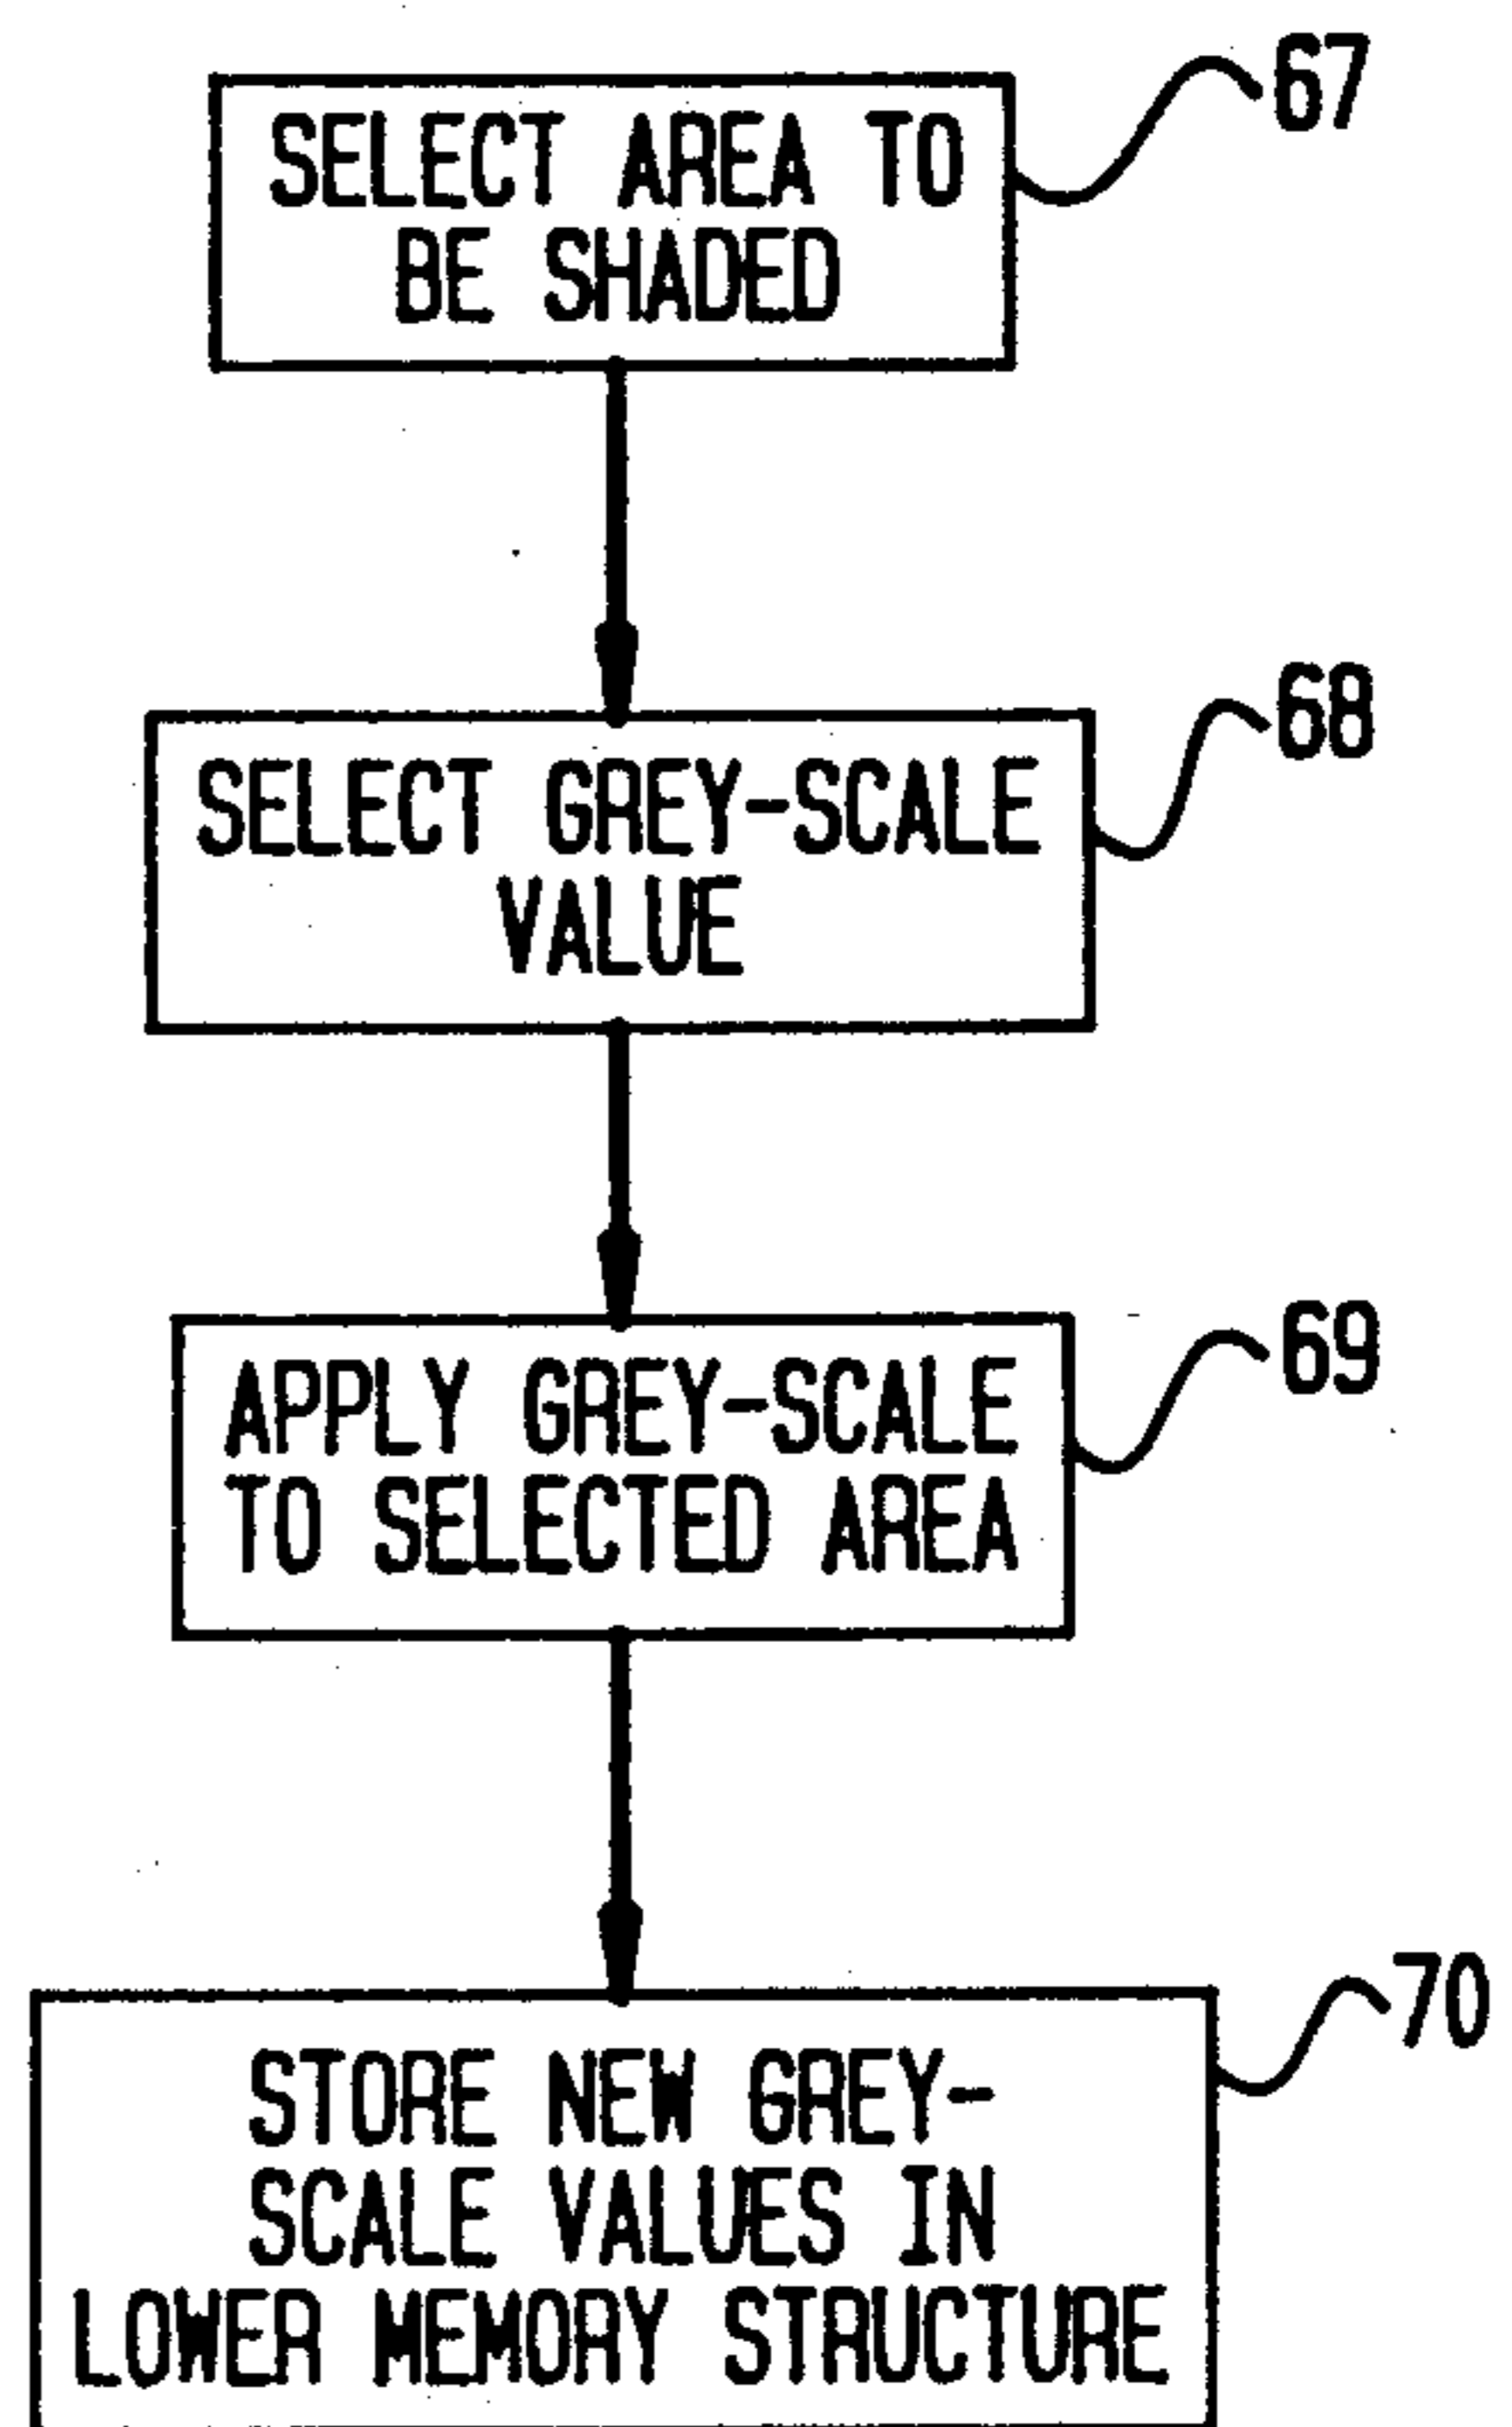 67
SELECT AREA TO
BE SHADED
68
SELECT GREY-SCALE
VALUE
69
APPLY GREY-SCALE
TO SELECTED AREA
70
STORE NEW GREY-
SCALE VALUES IN
LOWER MEMORY STRUCTURE